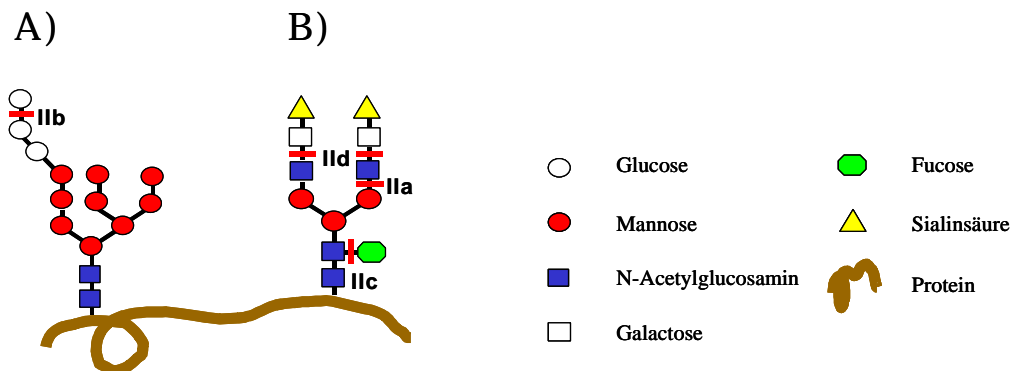 A)
B)
IIb
IId
IIa
IIc
Glucose
Mannose
N-Acetylglucosamin
Galactose
Fucose
Sialinsäure
Protein